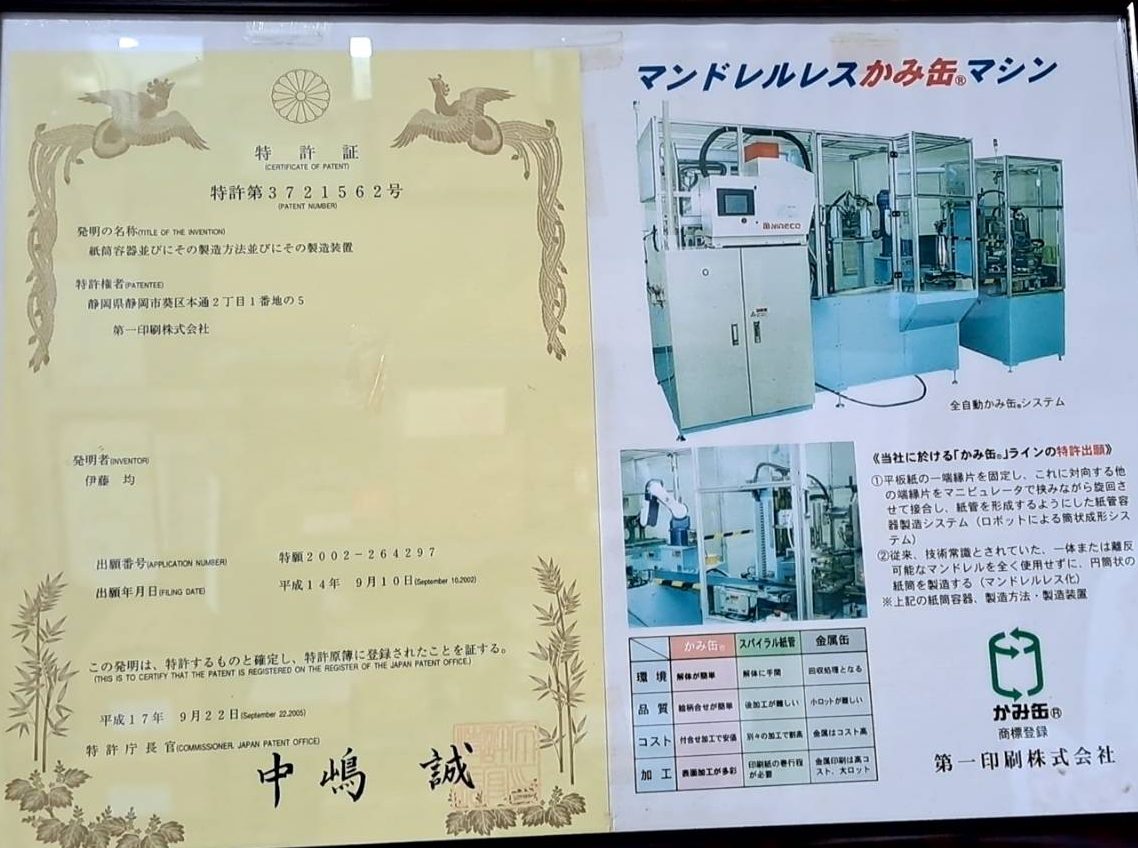 特許証
(CERTIFICATE OF PATENT)
特許第3721562号
(PATENT NUMBER)
発明の名称(TITLE OF THE INVENTION)
紙筒容器並びにその製造方法並びにその製造装置
特許権者(PATENTEE)
静岡県静岡市葵区本通2丁目1番地の5
第一印刷株式会社
発明者(INVENTOR)
伊藤 均
出願番号(APPLICATION NUMBER) 特願2002-264297
出願年月日(FILING DATE) 平成14年 9月10日(September 10,2002)
この発明は、特許するものと確定し、特許原簿に登録されたことを証する。
(THIS IS TO CERTIFY THAT THE PATENT IS REGISTERED ON THE REGISTER OF THE JAPAN PATENT OFFICE.)
平成17年 9月22日(September 22,2005)
特許庁長官(COMMISSIONER, JAPAN PATENT OFFICE)
中嶋 誠
マンドレルレスかみ缶®マシン
MINECO
全自動かみ缶®システム
《当社に於ける「かみ缶®」ラインの特許出願》
①平板紙の一端縁片を固定し、これに対向する他
の端縁片をマニピュレータで挟みながら旋回さ
せて接合し、紙管を形成するようにした紙管容
器製造システム(ロボットによる筒状成形シス
テム)
②従来、技術常識とされていた、一体または離反
可能なマンドレルを全く使用せずに、円筒状の
紙筒を製造する(マンドレルレス化)
※上記の紙筒容器、製造方法・製造装置
かみ缶® スパイラル紙管 金属缶
環境 解体が簡単 解体に手間 回収処理となる
品質 絵柄合せが簡単 後加工が難しい 小ロットが難しい
コスト 付合せ加工で安価 別々の加工で割高 金属はコスト高
加工 表面加工が多彩 印刷紙の巻行程が必要 金属印刷は高コスト、大ロット
かみ缶®
商標登録
第一印刷株式会社